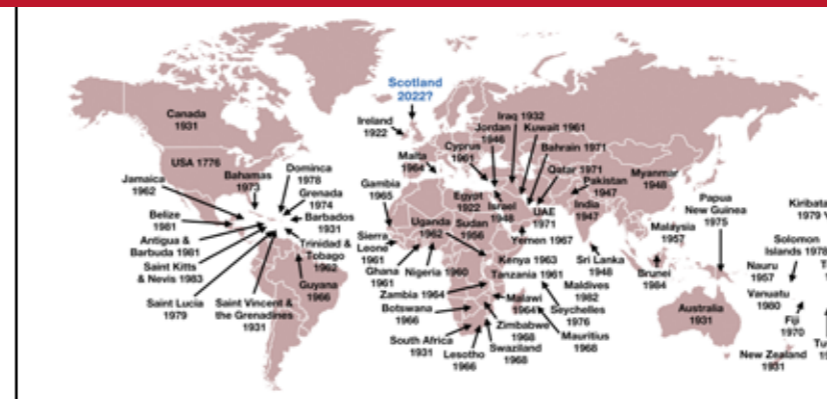 Scotland
2022?
Canada
1931
USA 1776
Ireland
1922
Iraq 1932
Jordan
1946
Kuwait 1961
Cyprus
1961
Bahrain 1971
Malta
1964
Qatar 1971
Myanmar
1948
Pakistan
1947
Jamaica
1962
Bahamas
1973
Dominca
1978
Grenada
1974
Gambia
1965
Egypt
1922
Israel
1948
UAE
1971
India
1947
Papua
New Guinea
1975
Kiribata
1979
Belize
1981
Barbados
1931
Uganda
1962
Sudan
1956
Malaysia
1957
Antigua &
Barbuda 1981
Trinidad &
Tobago
1962
Sierra
Leone
1961
Yemen 1967
Solomon
Islands 1978
Saint Kitts
& Nevis 1983
Kenya 1963
Sri Lanka
1948
Brunei
1984
Nauru
1957
Ghana
1961
Nigeria 1960
Tanzania 1961
Maldives
1982
Guyana
1966
Zambia 1964
Malawi
1964
Seychelles
1976
Vanuatu
1980
Saint Lucia
1979
Saint Vincent &
the Grenadines
1931
Botswana
1966
Zimbabwe
1968
Mauritius
1968
Australia
1931
Fiji
1970
South Africa
1931
Lesotho
1966
Swaziland
1968
New Zealand
1931